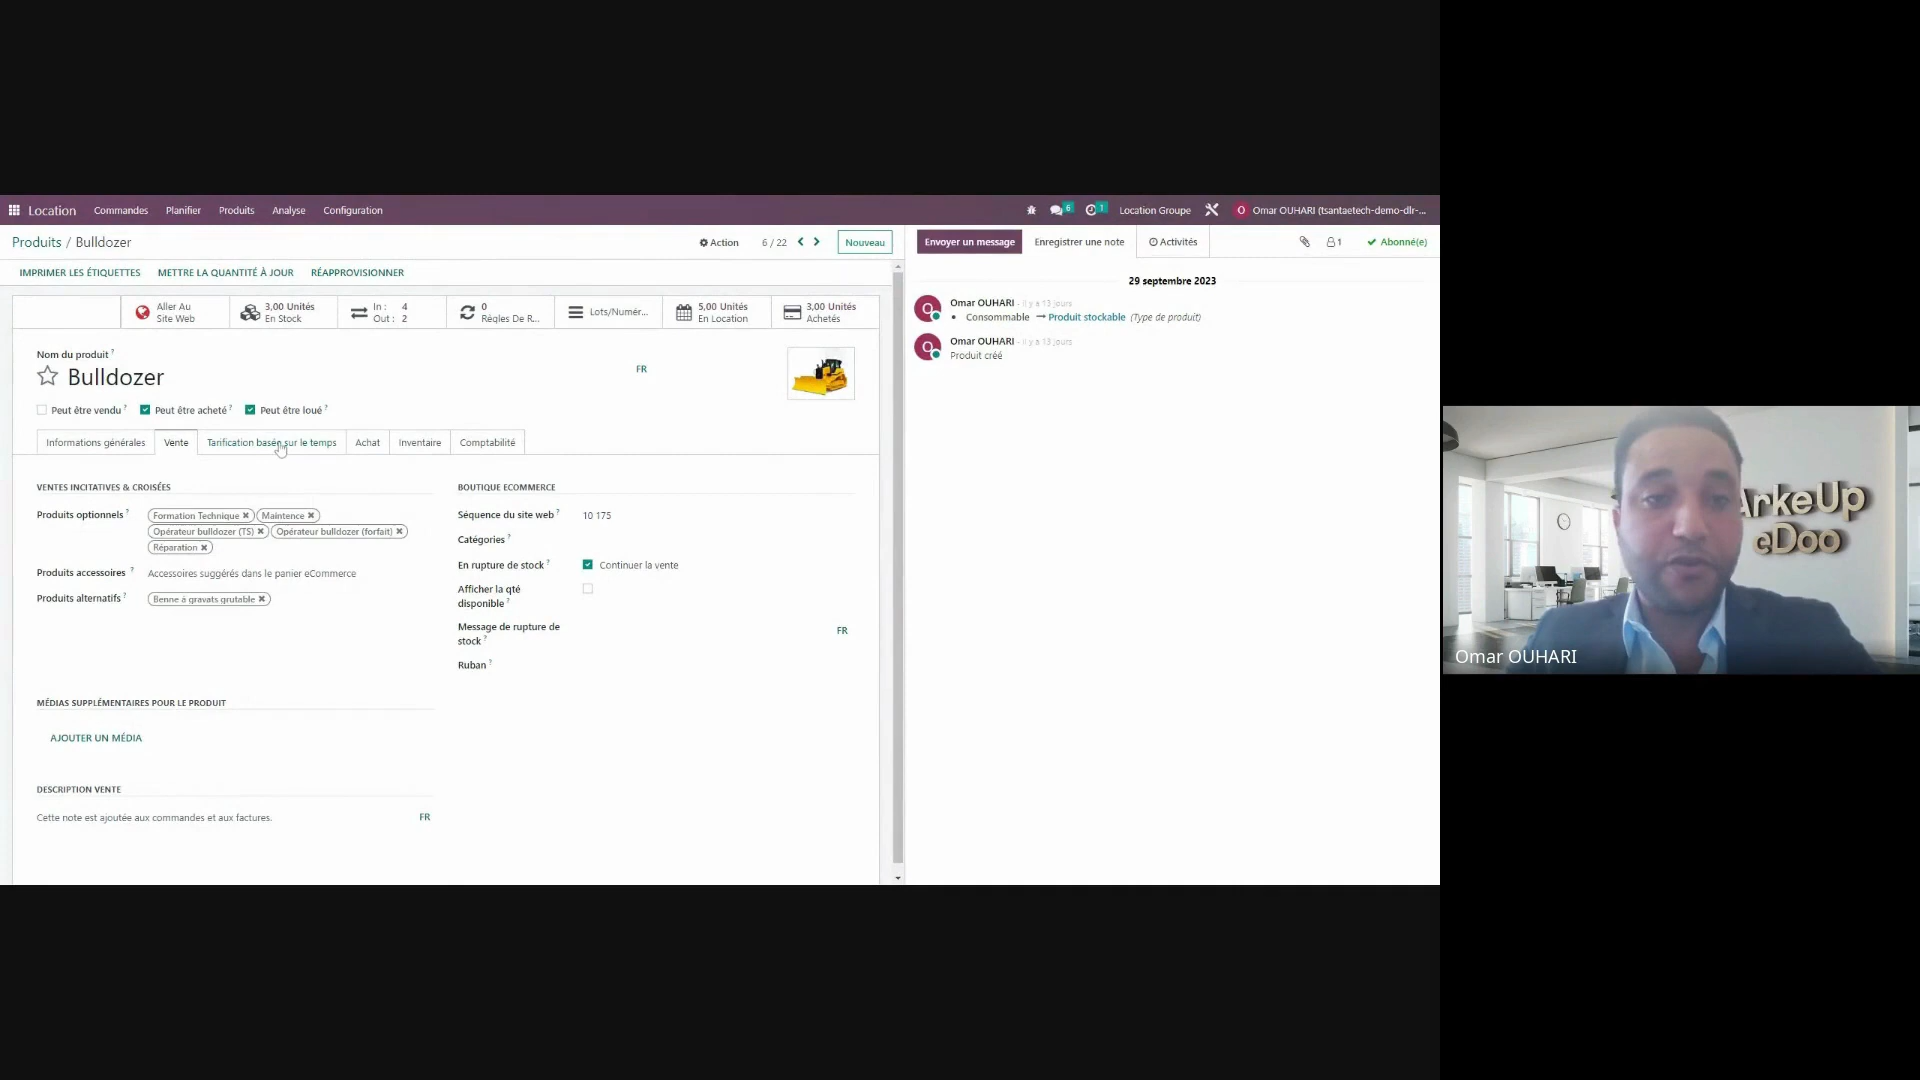 Location Commandes Planifier Produits Analyse Configuration 6 1 Location Groupe O Omar OUHARI (tsantaetech-demo-dlr-...
Produits / Bulldozer Action 6 / 22 Nouveau
IMPRIMER LES ÉTIQUETTES METTRE LA QUANTITÉ À JOUR RÉAPPROVISIONNER
Aller Au
Site Web
3,00 Unités
En Stock
In : 4
Out : 2
0
Règles De R...
Lots/Numér...
5,00 Unités
En Location
3,00 Unités
Achetés
Nom du produit ?
Bulldozer FR
Peut être vendu ? Peut être acheté ? Peut être loué ?
Informations générales Vente Tarification basée sur le temps Achat Inventaire Comptabilité
VENTES INCITATIVES & CROISÉES
Produits optionnels ? Formation Technique Maintence
Opérateur bulldozer (TS) Opérateur bulldozer (forfait)
Réparation
Produits accessoires ? Accessoires suggérés dans le panier eCommerce
Produits alternatifs ? Benne à gravats grutable
BOUTIQUE ECOMMERCE
Séquence du site web ? 10 175
Catégories ?
En rupture de stock ? Continuer la vente
Afficher la qté
disponible ?
Message de rupture de
stock ? FR
Ruban ?
MÉDIAS SUPPLÉMENTAIRES POUR LE PRODUIT
AJOUTER UN MÉDIA
DESCRIPTION VENTE
Cette note est ajoutée aux commandes et aux factures. FR
Envoyer un message Enregistrer une note Activités 1 Abonné(e)
29 septembre 2023
O Omar OUHARI - il y a 13 jours
Consommable → Produit stockable (Type de produit)
O Omar OUHARI - il y a 13 jours
Produit créé
ArkeUp
eDoo
Omar OUHARI